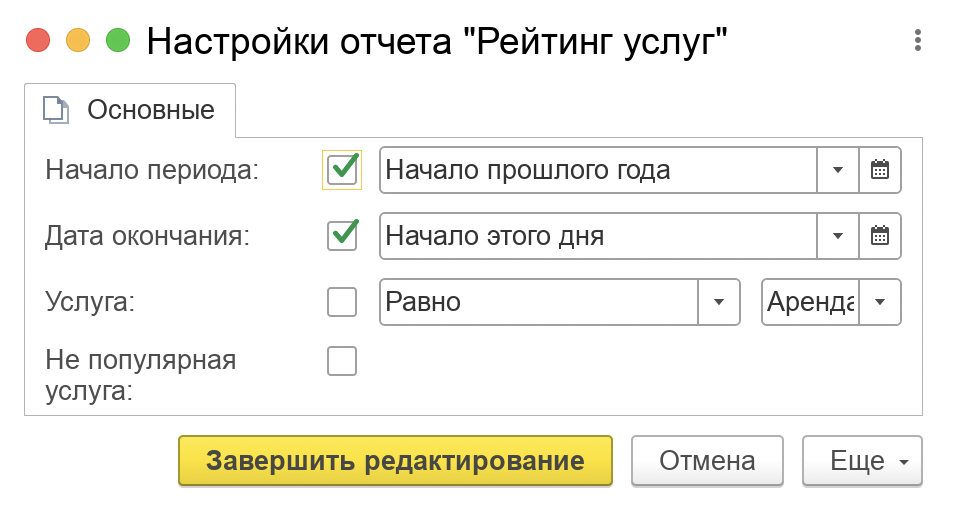 Настройки отчета "Рейтинг услуг"
Основные
Начало периода: Начало прошлого года
Дата окончания: Начало этого дня
Услуга: Равно Аренда
Не популярная
услуга:
Завершить редактирование Отмена Еще